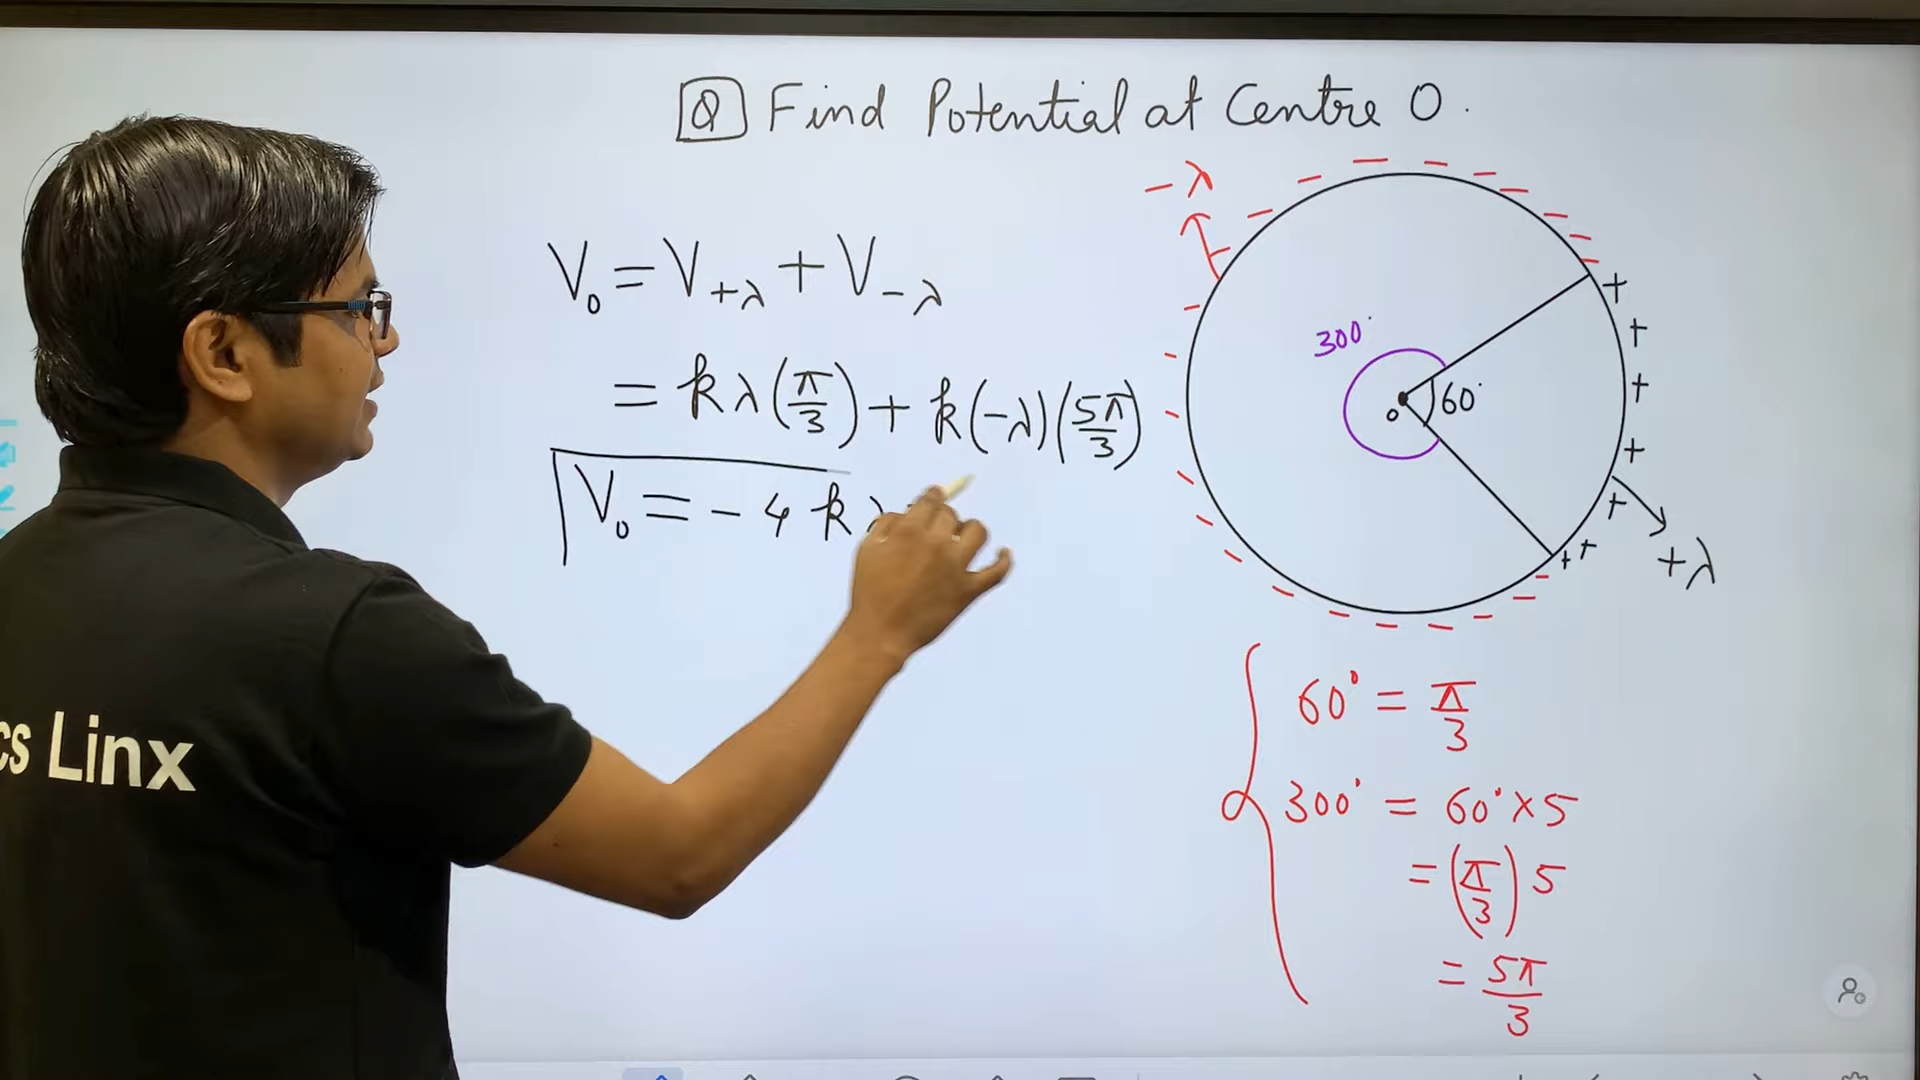 Q Find Potential at Centre O.
V₀ = V₊λ + V₋λ
= kλ(π/3) + k(-λ)(5π/3)
V₀ = - 4 k λ
-λ
300°
60°
o
+λ
60° = π/3
300° = 60° × 5
= (π/3) 5
= 5π/3
cs Linx